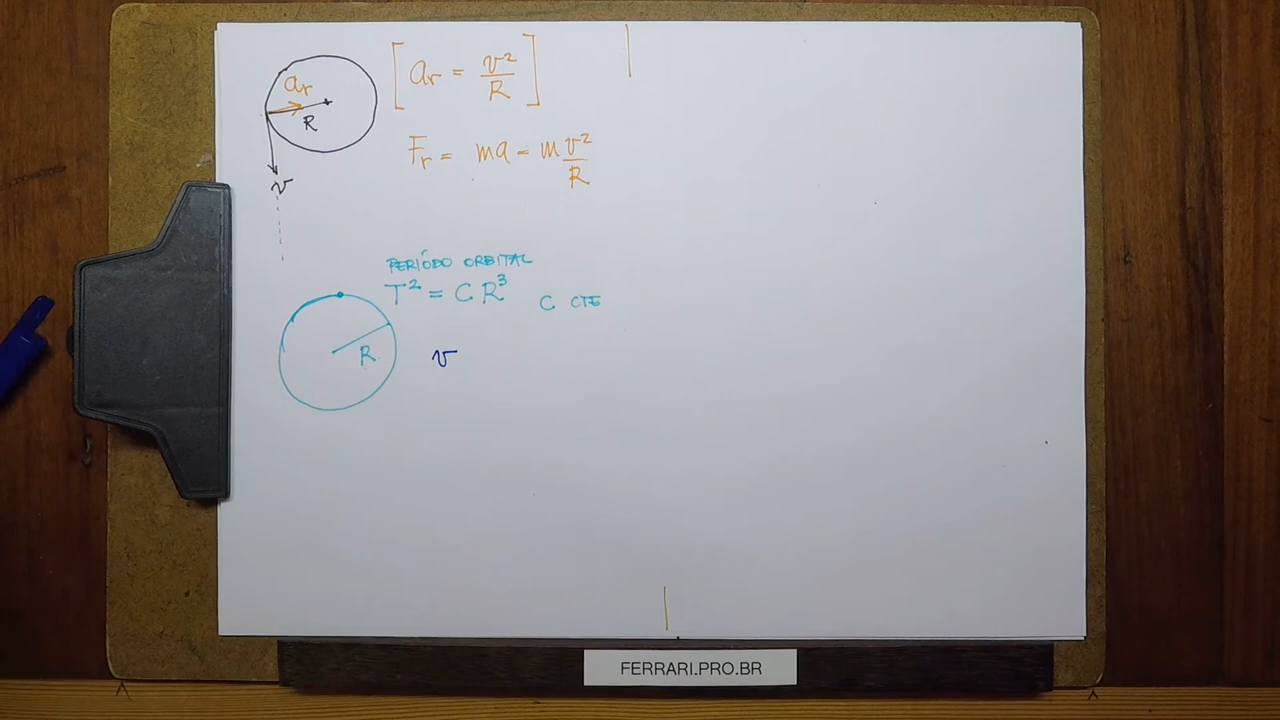 [ a_r = v²/R ]
a_r
R
v
F_r = ma = m v²/R
PERÍODO ORBITAL
T² = C R³ C CTE
R
v
FERRARI.PRO.BR